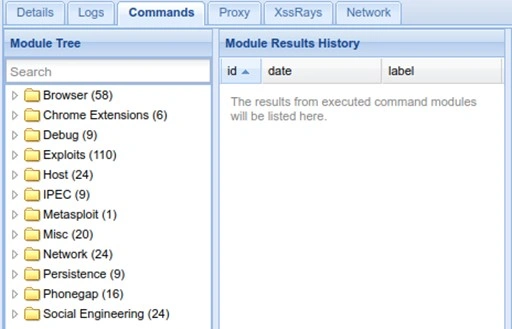 Details Logs Commands Proxy XssRays Network
Module Tree
Search
Browser (58)
Chrome Extensions (6)
Debug (9)
Exploits (110)
Host (24)
IPEC (9)
Metasploit (1)
Misc (20)
Network (24)
Persistence (9)
Phonegap (16)
Social Engineering (24)
Module Results History
id date label
The results from executed command modules
will be listed here.